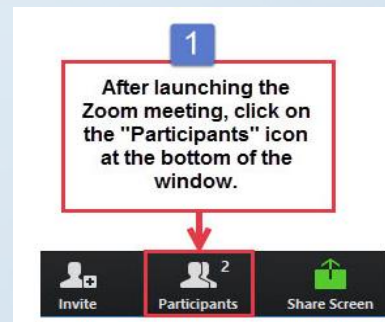 1
After launching the
Zoom meeting, click on
the "Participants" icon
at the bottom of the
window.
2
Invite
Participants
Share Screen